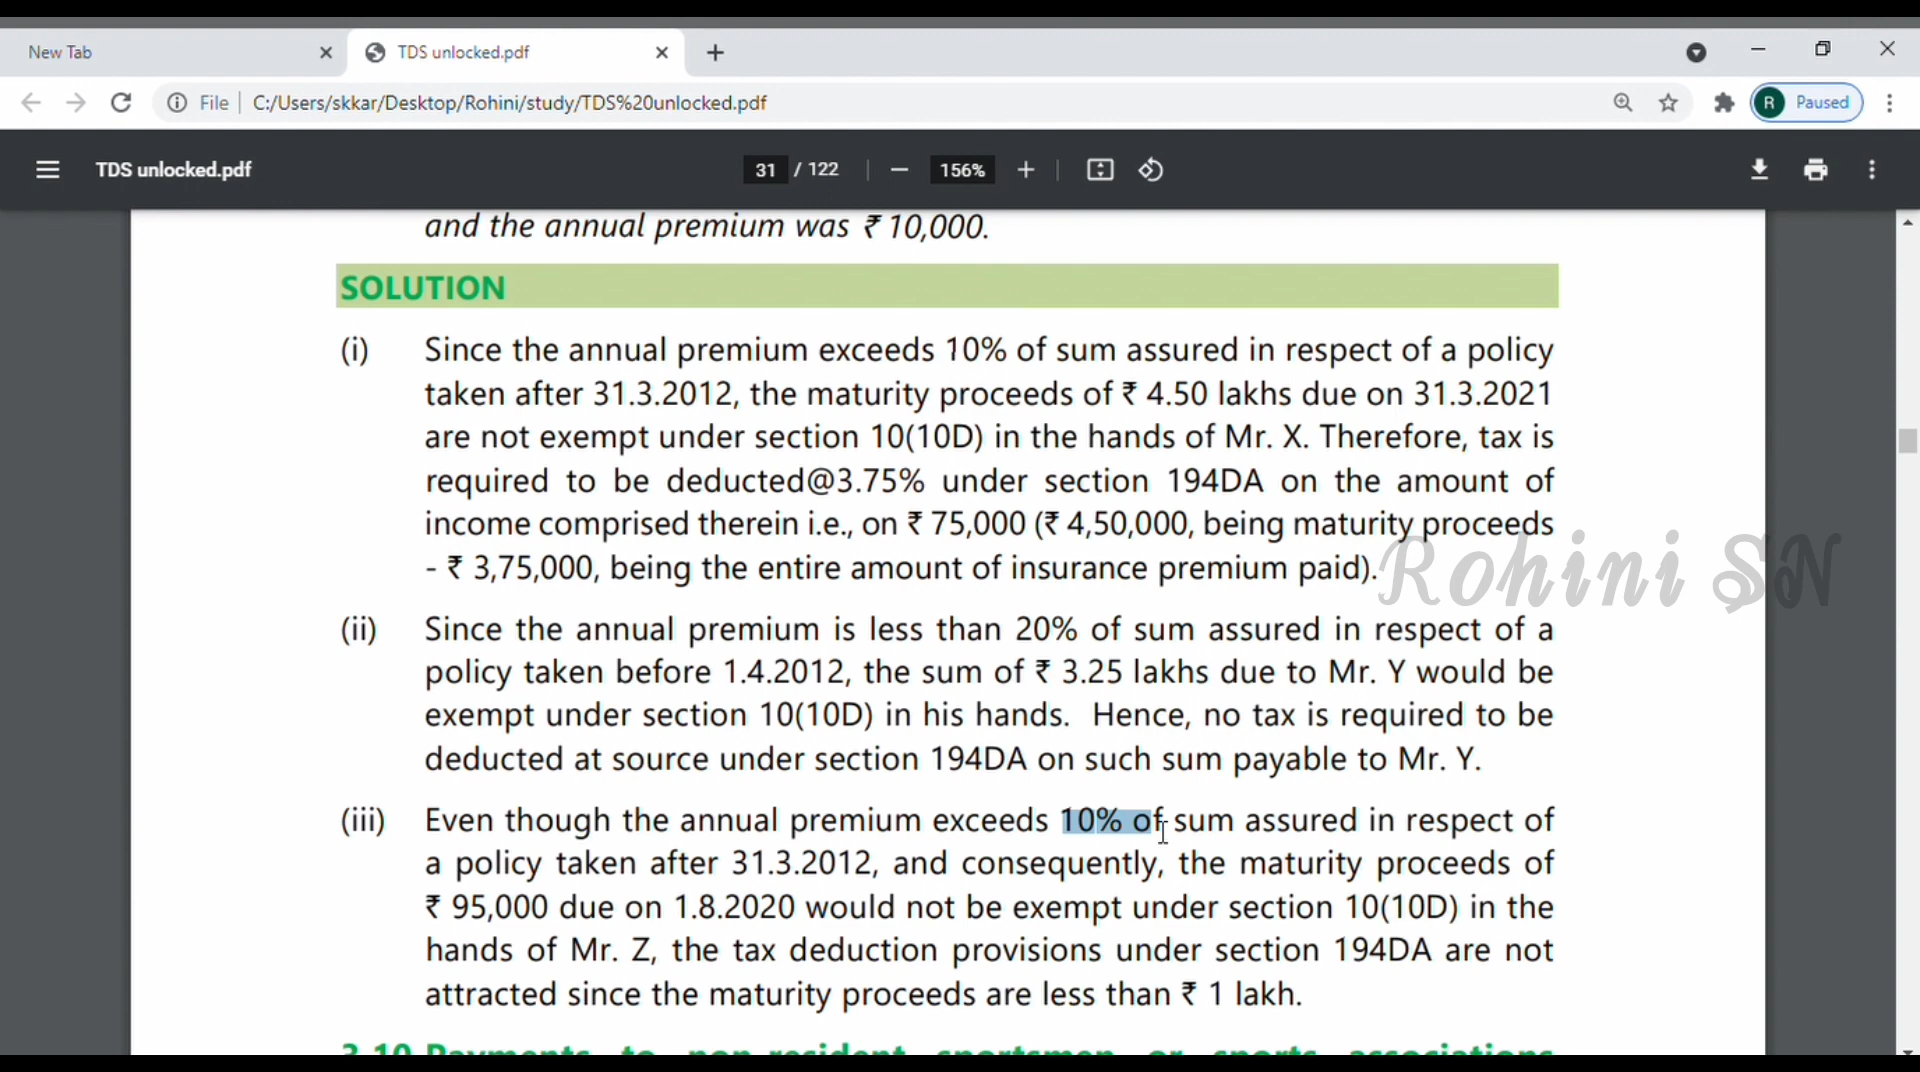 New Tab
TDS unlocked.pdf
File
C:/Users/skkar/Desktop/Rohini/study/TDS%20unlocked.pdf
R
Paused
TDS unlocked.pdf
31 / 122
156%
and the annual premium was ₹ 10,000.
SOLUTION
(i) Since the annual premium exceeds 10% of sum assured in respect of a policy
taken after 31.3.2012, the maturity proceeds of ₹ 4.50 lakhs due on 31.3.2021
are not exempt under section 10(10D) in the hands of Mr. X. Therefore, tax is
required to be deducted@3.75% under section 194DA on the amount of
income comprised therein i.e., on ₹ 75,000 (₹ 4,50,000, being maturity proceeds
- ₹ 3,75,000, being the entire amount of insurance premium paid).
Rohini SN
(ii) Since the annual premium is less than 20% of sum assured in respect of a
policy taken before 1.4.2012, the sum of ₹ 3.25 lakhs due to Mr. Y would be
exempt under section 10(10D) in his hands. Hence, no tax is required to be
deducted at source under section 194DA on such sum payable to Mr. Y.
(iii) Even though the annual premium exceeds 10% of sum assured in respect of
a policy taken after 31.3.2012, and consequently, the maturity proceeds of
₹ 95,000 due on 1.8.2020 would not be exempt under section 10(10D) in the
hands of Mr. Z, the tax deduction provisions under section 194DA are not
attracted since the maturity proceeds are less than ₹ 1 lakh.
3.10 Payments to non-resident sportsmen or sports associations